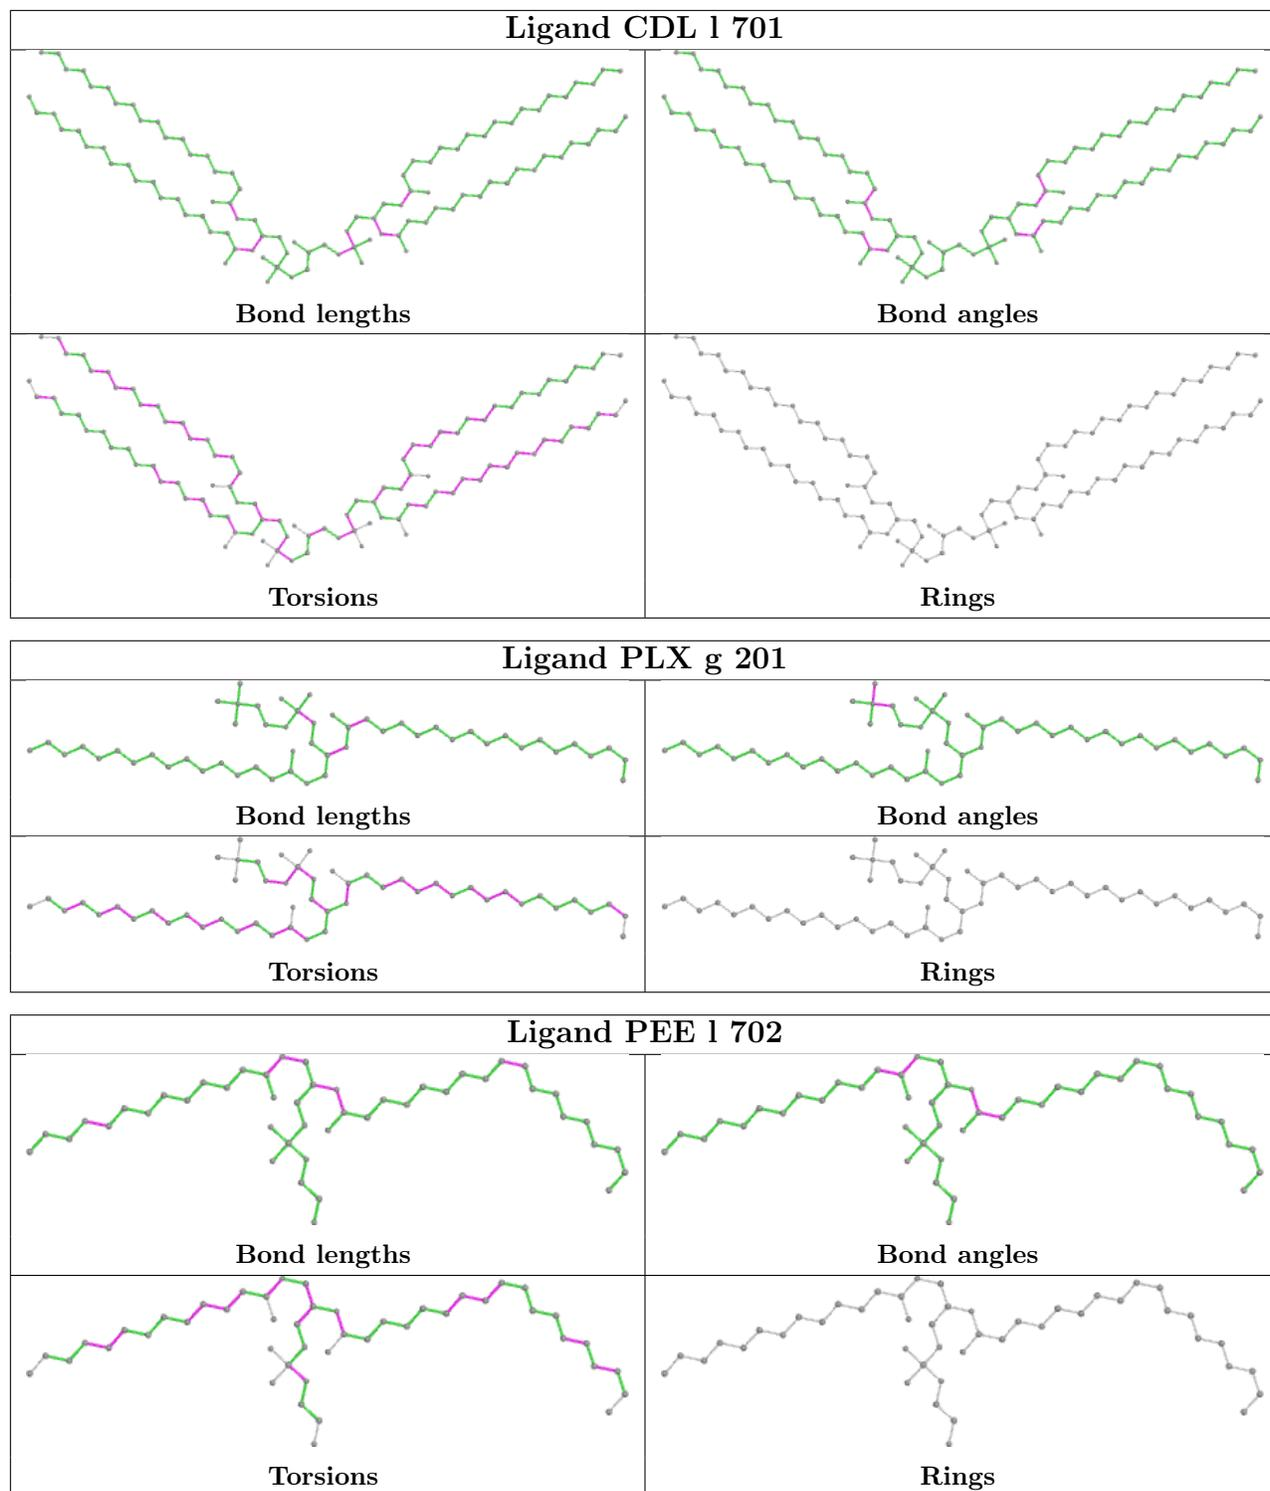 Ligand CDL l 701
Bond lengths
Bond angles
Torsions
Rings
Ligand PLX g 201
Bond lengths
Bond angles
Torsions
Rings
Ligand PEE l 702
Bond lengths
Bond angles
Torsions
Rings